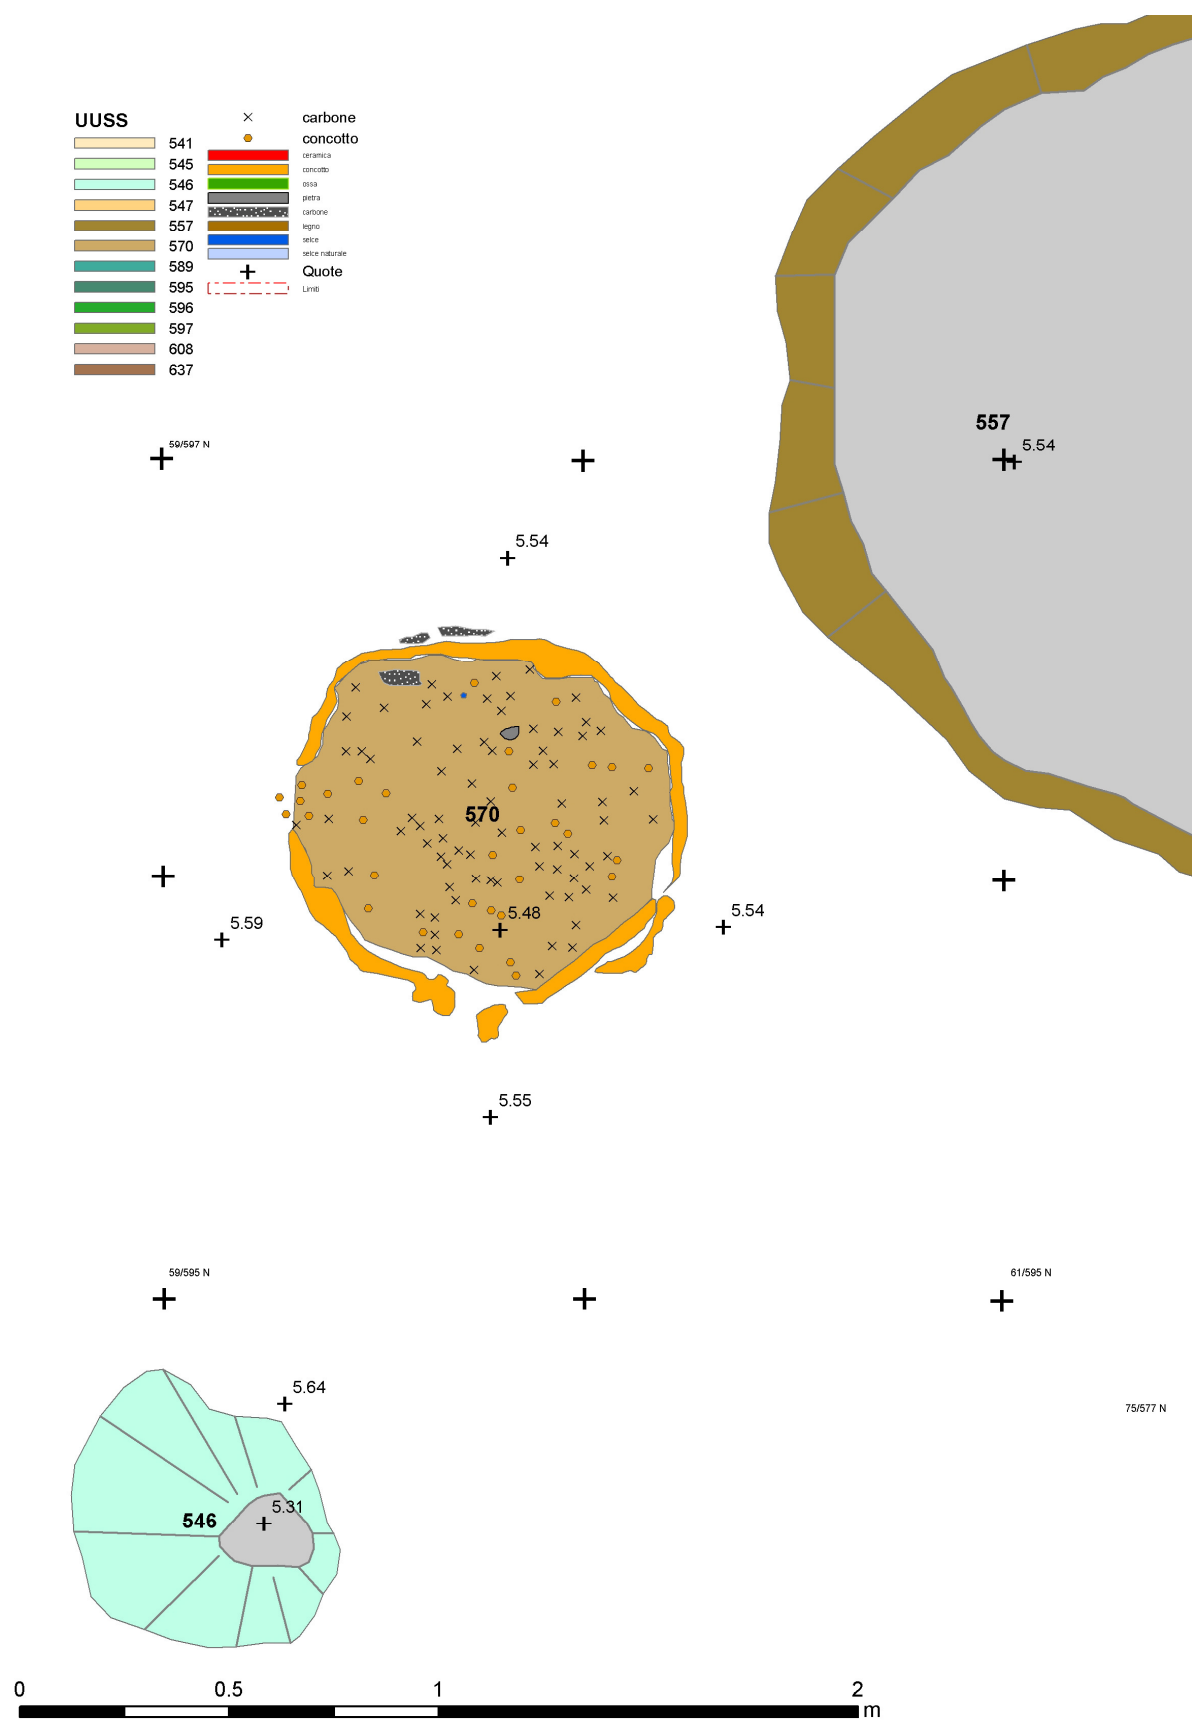 UUSS
541
545
546
547
557
570
589
595
596
597
608
637
carbone
concotto
ceramica
concotto
ossa
pietra
carbone
legno
selce
selce naturale
Quote
Limiti
557
5.54
59/597 N
5.54
570
5.48
5.59
5.54
5.55
59/595 N
61/595 N
5.64
75/577 N
5.31
546
0 0.5 1 2
m